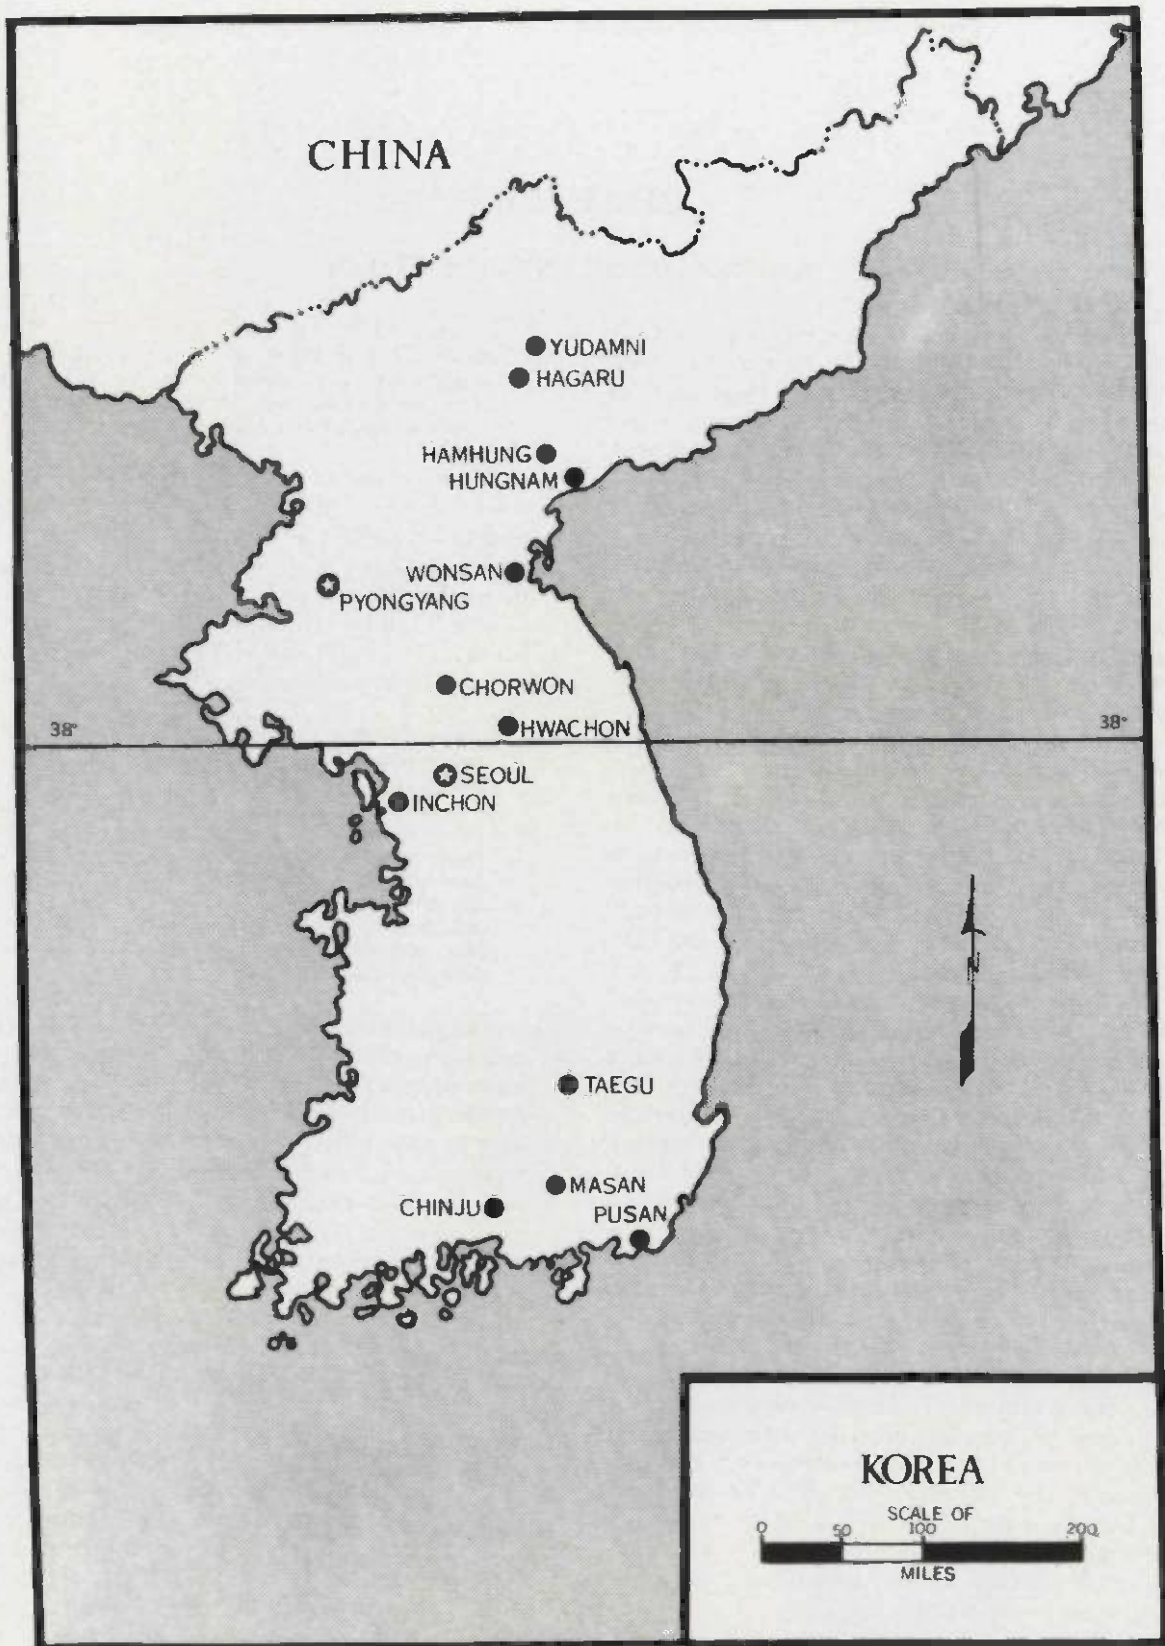 CHINA
YUDAMNI
HAGARU
HAMHUNG
HUNGNAM
WONSAN
PYONGYANG
CHORWON
HWACHON
38° 38°
SEOUL
INCHON
TAEGU
MASAN
CHINJU
PUSAN
KOREA
SCALE OF
0 50 100 200
MILES